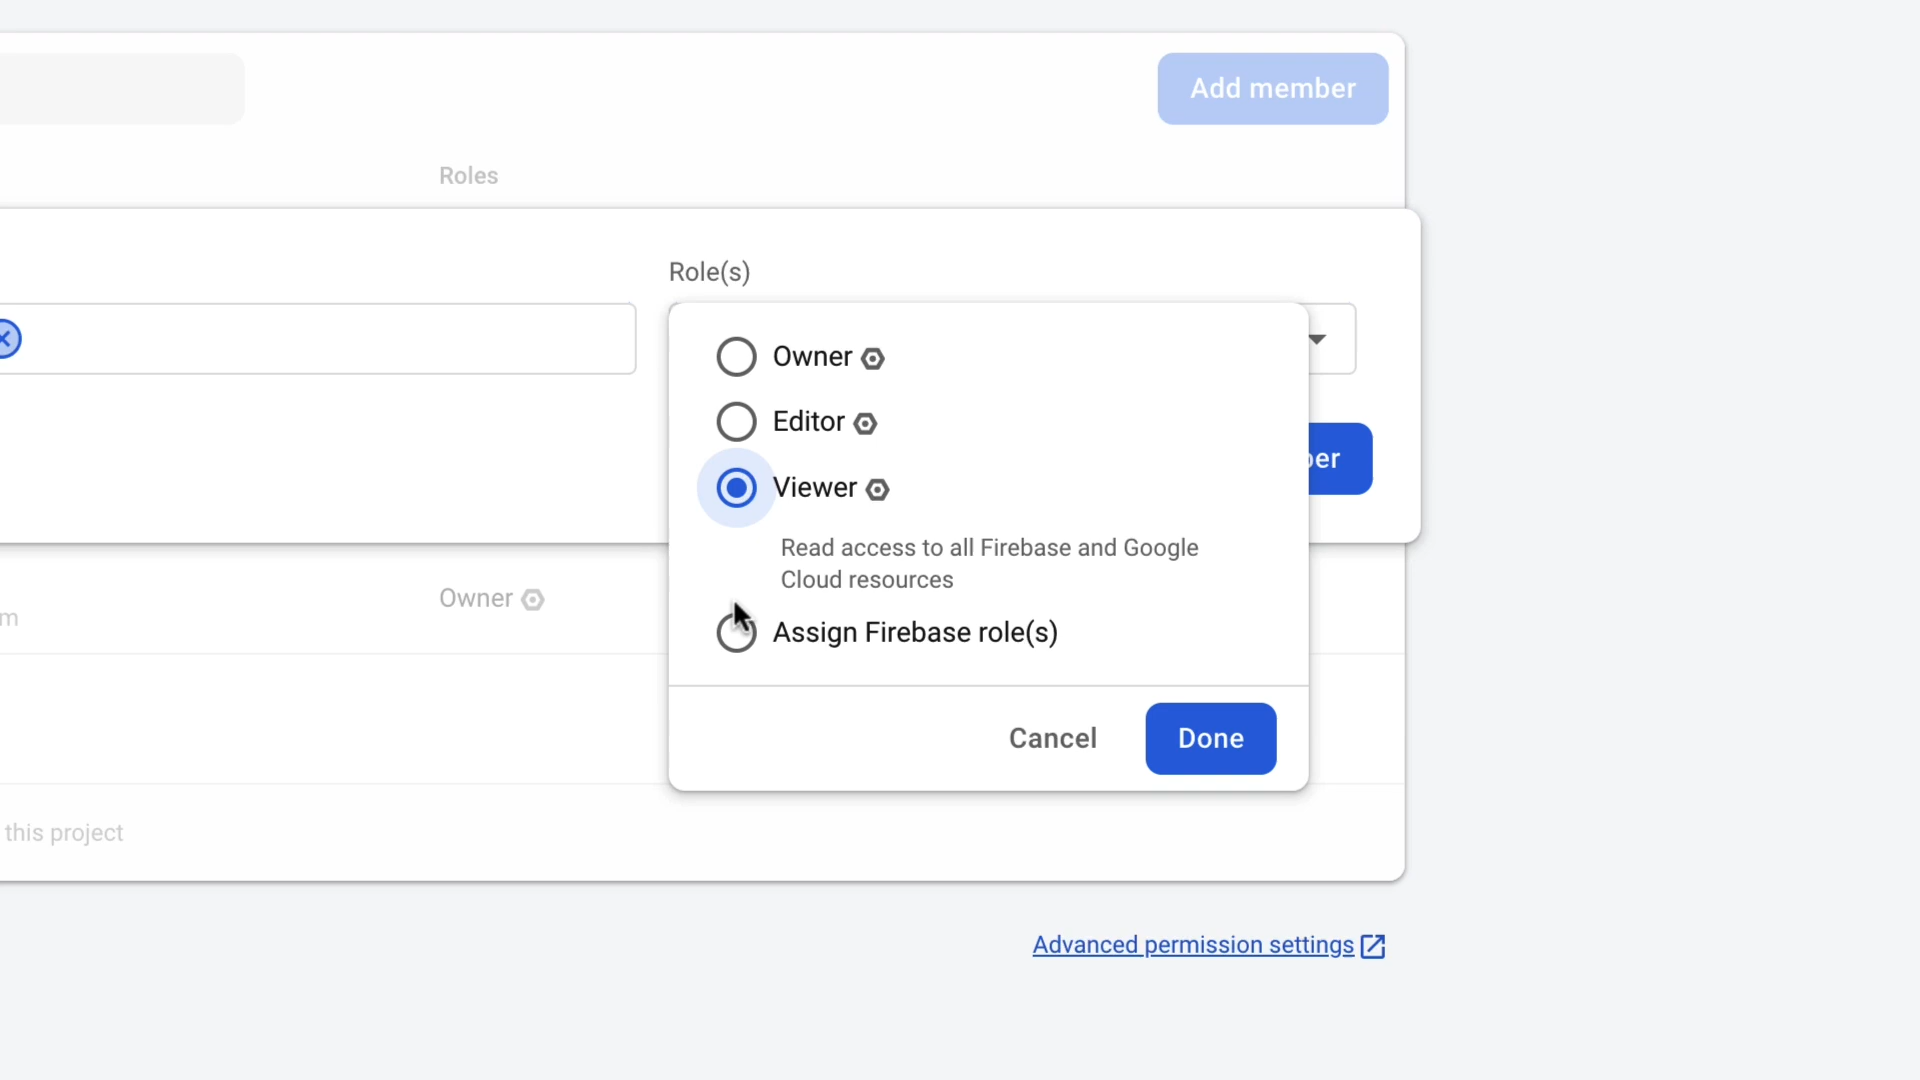 Add member
Roles
Role(s)
Owner
Editor
Viewer
Read access to all Firebase and Google
Cloud resources
Assign Firebase role(s)
Cancel
Done
Owner
this project
Advanced permission settings